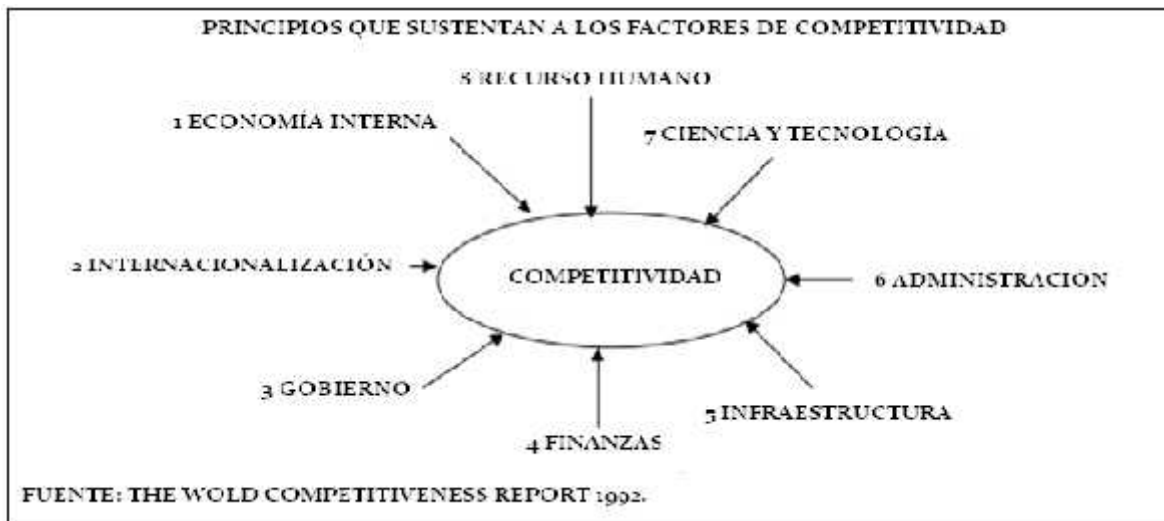 PRINCIPIOS QUE SUSTENTAN A LOS FACTORES DE COMPETITIVIDAD
8 RECURSO HUMANO
1 ECONOMÍA INTERNA
7 CIENCIA Y TECNOLOGÍA
2 INTERNACIONALIZACIÓN
COMPETITIVIDAD
6 ADMINISTRACION
3 GOBIERNO
5 INFRAESTRUCTURA
4 FINANZAS
FUENTE: THE WOLD COMPETITIVENESS REPORT 1992.